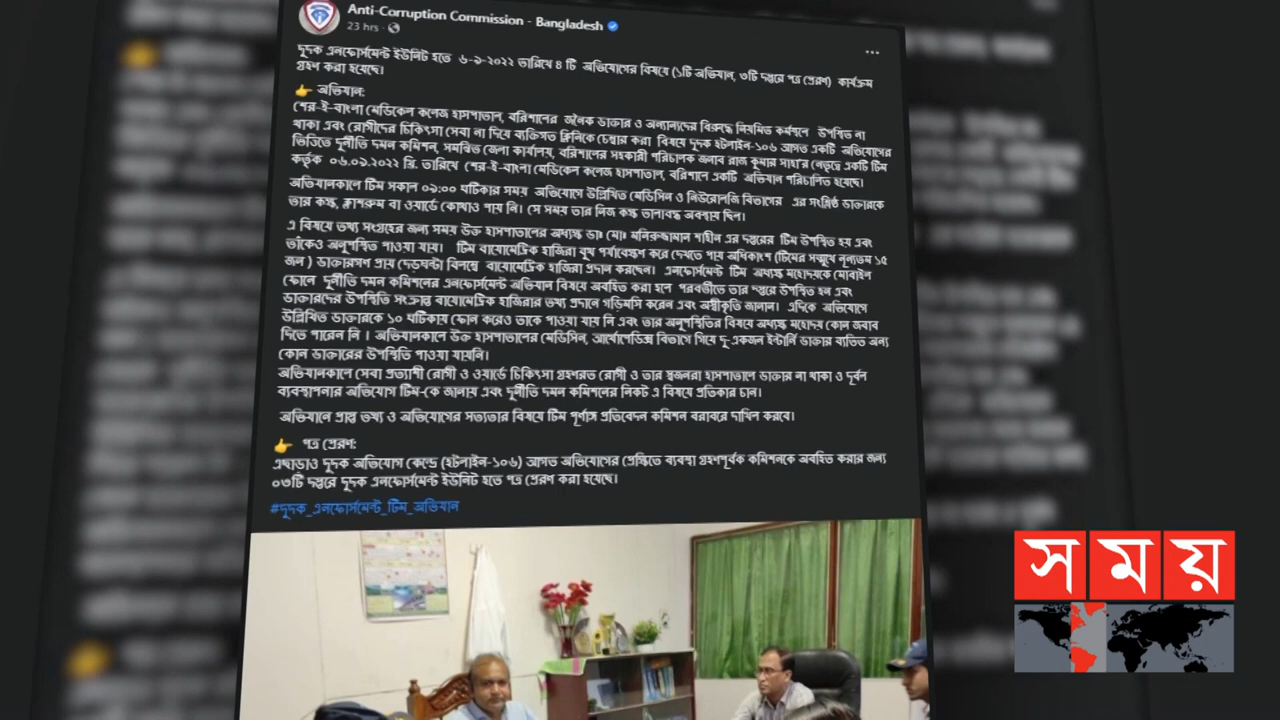 Anti-Corruption Commission - Bangladesh
23 hrs
দুদক এনফোর্সমেন্ট ইউনিট হতে ৬-৯-২০২২ তারিখে ৪ টি অভিযোগের বিষয়ে (১টি অভিযান, ৩টি দপ্তরে পত্র প্রেরণ) কার্যক্রম
গ্রহণ করা হয়েছে।
👉 অভিযান:
শের-ই-বাংলা মেডিকেল কলেজ হাসপাতাল, বরিশালের জনৈক ডাক্তার ও অন্যান্যদের বিরুদ্ধে নিয়মিত কর্মস্থলে উপস্থিত না
থাকা এবং রোগীদের চিকিৎসা সেবা না দিয়ে ব্যক্তিগত ক্লিনিকে চেম্বার করা বিষয়ে দুদক হটলাইন-১০৬ আগত একটি অভিযোগের
ভিত্তিতে দুর্নীতি দমন কমিশন, সমন্বিত জেলা কার্যালয়, বরিশালের সহকারী পরিচালক জনাব রাজ কুমার সাহা'র নেতৃত্বে একটি টিম
কর্তৃক ০৬.০৯.২০২২ খ্রি. তারিখে শের-ই-বাংলা মেডিকেল কলেজ হাসপাতাল, বরিশালে একটি অভিযান পরিচালিত হয়েছে।
অভিযানকালে টিম সকাল ০৯:০০ ঘটিকার সময় অভিযোগে উল্লিখিত মেডিসিন ও নিউরোলজি বিভাগের এর সংশ্লিষ্ট ডাক্তারকে
তার কক্ষ, ক্লাশরুম বা ওয়ার্ডে কোথাও পায় নি। সে সময় তার নিজ কক্ষ তালাবদ্ধ অবস্থায় ছিল।
এ বিষয়ে তথ্য সংগ্রহের জন্য সময় উক্ত হাসপাতালের অধ্যক্ষ ডাঃ মোঃ মনিরুজ্জামান শাহীন এর দপ্তরের টিম উপস্থিত হয় এবং
তাঁকেও অনুপস্থিত পাওয়া যায়। টিম বায়োমেট্রিক হাজিরা বুথ পর্যবেক্ষণ করে দেখতে পায় অধিকাংশ (টিমের সম্মুখে ন্যূনতম ১৫
জন ) ডাক্তারগণ প্রায় দেড়ঘন্টা বিলম্বে বায়োমেট্রিক হাজিরা প্রদান করছেন। এনফোর্সমেন্ট টিম অধ্যক্ষ মহোদয়কে মোবাইল
ফোনে দুর্নীতি দমন কমিশনের এনফোর্সমেন্ট অভিযান বিষয়ে অবহিত করা হলে পরবর্তীতে তার দপ্তরে উপস্থিত হন এবং
ডাক্তারদের উপস্থিতি সংক্রান্ত বায়োমেট্রিক হাজিরার তথ্য প্রদানে গড়িমসি করেন এবং অস্বীকৃতি জানান। এদিকে অভিযোগে
উল্লিখিত ডাক্তারকে ১০ ঘটিকায় ফোন করেও তাকে পাওয়া যায় নি এবং তার অনুপস্থিতির বিষয়ে অধ্যক্ষ মহোদয় কোন জবাব
দিতে পারেন নি । অভিযানকালে উক্ত হাসপাতালের মেডিসিন, আর্থোপেডিক্স বিভাগে গিয়ে দু-একজন ইন্টার্নি ডাক্তার ব্যতিত অন্য
কোন ডাক্তারের উপস্থিতি পাওয়া যায়নি।
অভিযানকালে সেবা প্রত্যাশী রোগী ও ওয়ার্ডে চিকিৎসা গ্রহণরত রোগী ও তার স্বজনরা হাসপাতালে ডাক্তার না থাকা ও দূর্বল
ব্যবস্থাপনার অভিযোগ টিম-কে জানায় এবং দুর্নীতি দমন কমিশনের নিকট এ বিষয়ে প্রতিকার চান।
অভিযানে প্রাপ্ত তথ্য ও অভিযোগের সত্যতার বিষয়ে টিম পূর্ণাঙ্গ প্রতিবেদন কমিশন বরাবরে দাখিল করবে।
👉 পত্র প্রেরণ:
এছাড়াও দুদক অভিযোগ কেন্দ্রে (হটলাইন-১০৬) আগত অভিযোগের প্রেক্ষিতে ব্যবস্থা গ্রহণপূর্বক কমিশনকে অবহিত করার জন্য
০৩টি দপ্তরে দুদক এনফোর্সমেন্ট ইউনিট হতে পত্র প্রেরণ করা হয়েছে।
#দুদক_এনফোর্সমেন্ট_টিম_অভিযান
সময়